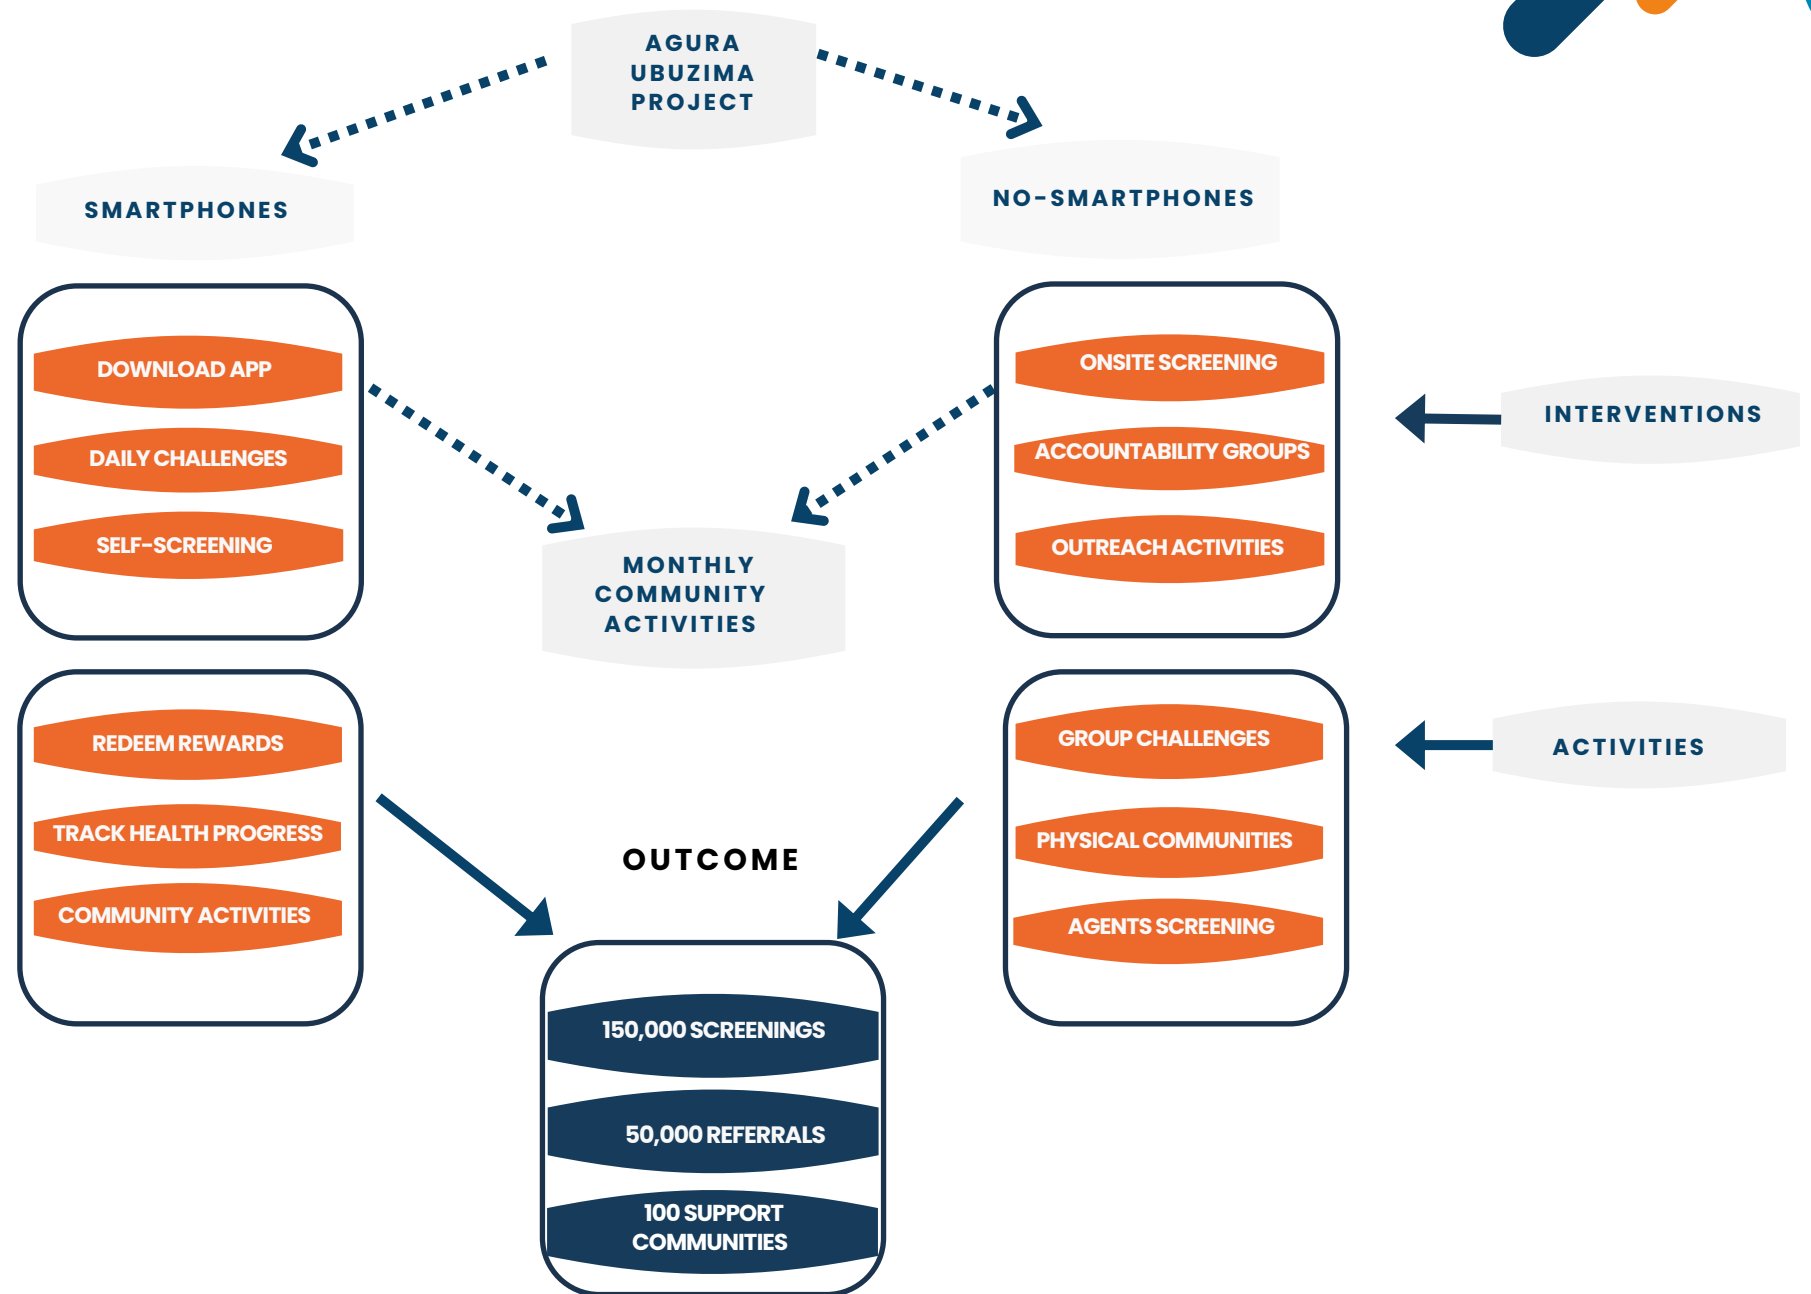 AGURA
UBUZIMA
PROJECT
SMARTPHONES
NO-SMARTPHONES
DOWNLOAD APP
DAILY CHALLENGES
SELF-SCREENING
ONSITE SCREENING
ACCOUNTABILITY GROUPS
OUTREACH ACTIVITIES
INTERVENTIONS
MONTHLY
COMMUNITY
ACTIVITIES
REDEEM REWARDS
TRACK HEALTH PROGRESS
COMMUNITY ACTIVITIES
GROUP CHALLENGES
PHYSICAL COMMUNITIES
AGENTS SCREENING
ACTIVITIES
OUTCOME
150,000 SCREENINGS
50,000 REFERRALS
100 SUPPORT
COMMUNITIES